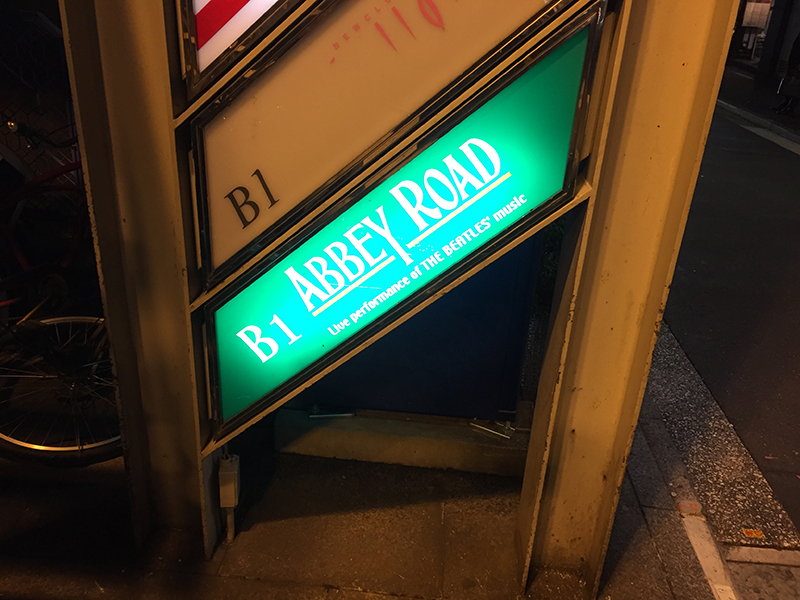 B1
B1 ABBEY ROAD
Live performance of THE BEATLES' music